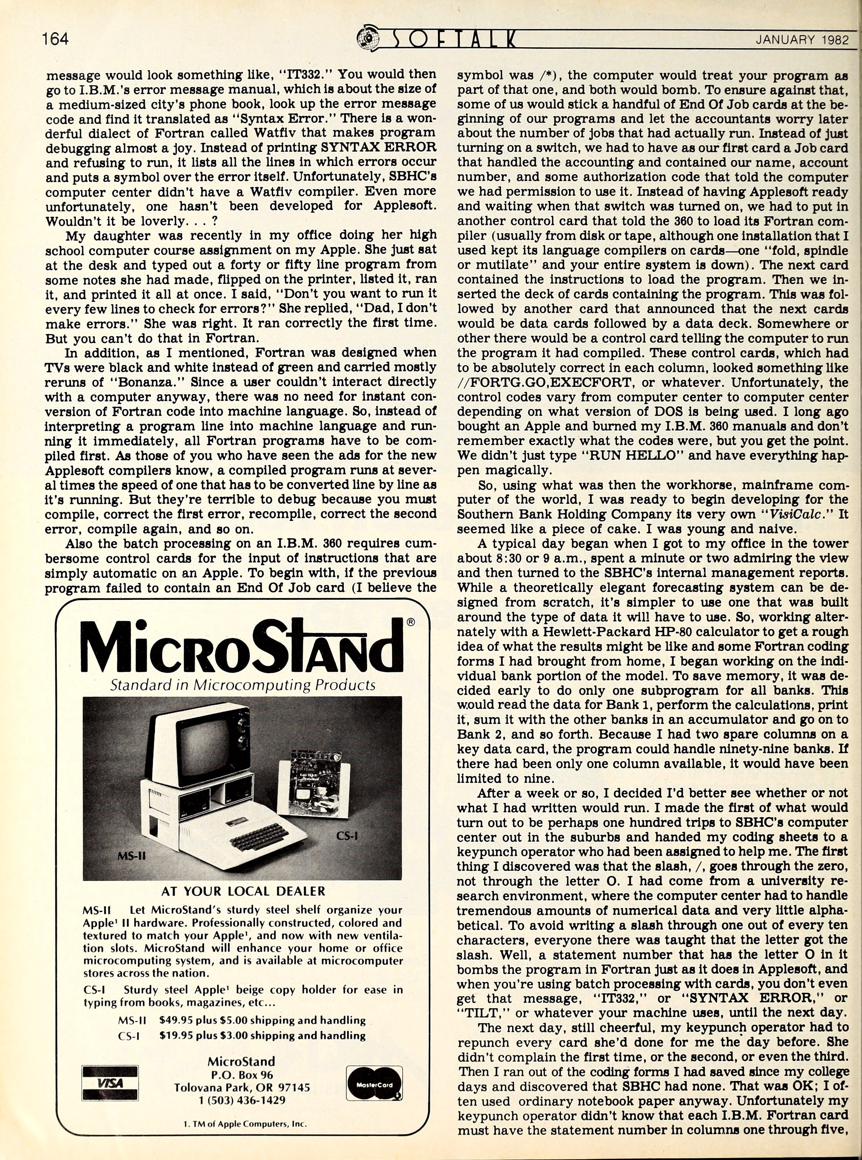 164
SOFTALK
JANUARY 1982
message would look something like, "IT332." You would then
go to I.B.M.'s error message manual, which is about the size of
a medium-sized city's phone book, look up the error message
code and find it translated as "Syntax Error." There is a won-
derful dialect of Fortran called Watfiv that makes program
debugging almost a joy. Instead of printing SYNTAX ERROR
and refusing to run, it lists all the lines in which errors occur
and puts a symbol over the error itself. Unfortunately, SBHC's
computer center didn't have a Watfiv compiler. Even more
unfortunately, one hasn't been developed for Applesoft.
Wouldn't it be loverly. . . ?
My daughter was recently in my office doing her high
school computer course assignment on my Apple. She just sat
at the desk and typed out a forty or fifty line program from
some notes she had made, flipped on the printer, listed it, ran
it, and printed it all at once. I said, "Don't you want to run it
every few lines to check for errors?" She replied, "Dad, I don't
make errors." She was right. It ran correctly the first time.
But you can't do that in Fortran.
In addition, as I mentioned, Fortran was designed when
TVs were black and white instead of green and carried mostly
reruns of "Bonanza." Since a user couldn't interact directly
with a computer anyway, there was no need for instant con-
version of Fortran code into machine language. So, instead of
interpreting a program line into machine language and run-
ning it immediately, all Fortran programs have to be com-
piled first. As those of you who have seen the ads for the new
Applesoft compilers know, a compiled program runs at sever-
al times the speed of one that has to be converted line by line as
it's running. But they're terrible to debug because you must
compile, correct the first error, recompile, correct the second
error, compile again, and so on.
Also the batch processing on an I.B.M. 360 requires cum-
bersome control cards for the input of instructions that are
simply automatic on an Apple. To begin with, if the previous
program failed to contain an End Of Job card (I believe the
MicroStand®
Standard in Microcomputing Products
MS-II
CS-I
AT YOUR LOCAL DEALER
MS-II Let MicroStand's sturdy steel shelf organize your
Apple¹ II hardware. Professionally constructed, colored and
textured to match your Apple¹, and now with new ventila-
tion slots. MicroStand will enhance your home or office
microcomputing system, and is available at microcomputer
stores across the nation.
CS-I Sturdy steel Apple¹ beige copy holder for ease in
typing from books, magazines, etc...
MS-II $49.95 plus $5.00 shipping and handling
CS-I $19.95 plus $3.00 shipping and handling
VISA
MicroStand
P.O. Box 96
Tolovana Park, OR 97145
1 (503) 436-1429
MasterCard
1. TM of Apple Computers, Inc.
symbol was /*), the computer would treat your program as
part of that one, and both would bomb. To ensure against that,
some of us would stick a handful of End Of Job cards at the be-
ginning of our programs and let the accountants worry later
about the number of jobs that had actually run. Instead of just
turning on a switch, we had to have as our first card a Job card
that handled the accounting and contained our name, account
number, and some authorization code that told the computer
we had permission to use it. Instead of having Applesoft ready
and waiting when that switch was turned on, we had to put in
another control card that told the 360 to load its Fortran com-
piler (usually from disk or tape, although one installation that I
used kept its language compilers on cards—one "fold, spindle
or mutilate" and your entire system is down). The next card
contained the instructions to load the program. Then we in-
serted the deck of cards containing the program. This was fol-
lowed by another card that announced that the next cards
would be data cards followed by a data deck. Somewhere or
other there would be a control card telling the computer to run
the program it had compiled. These control cards, which had
to be absolutely correct in each column, looked something like
//FORTG.GO,EXECFORT, or whatever. Unfortunately, the
control codes vary from computer center to computer center
depending on what version of DOS is being used. I long ago
bought an Apple and burned my I.B.M. 360 manuals and don't
remember exactly what the codes were, but you get the point.
We didn't just type "RUN HELLO" and have everything hap-
pen magically.
So, using what was then the workhorse, mainframe com-
puter of the world, I was ready to begin developing for the
Southern Bank Holding Company its very own "VisiCalc." It
seemed like a piece of cake. I was young and naive.
A typical day began when I got to my office in the tower
about 8:30 or 9 a.m., spent a minute or two admiring the view
and then turned to the SBHC's internal management reports.
While a theoretically elegant forecasting system can be de-
signed from scratch, it's simpler to use one that was built
around the type of data it will have to use. So, working alter-
nately with a Hewlett-Packard HP-80 calculator to get a rough
idea of what the results might be like and some Fortran coding
forms I had brought from home, I began working on the indi-
vidual bank portion of the model. To save memory, it was de-
cided early to do only one subprogram for all banks. This
would read the data for Bank 1, perform the calculations, print
it, sum it with the other banks in an accumulator and go on to
Bank 2, and so forth. Because I had two spare columns on a
key data card, the program could handle ninety-nine banks. If
there had been only one column available, it would have been
limited to nine.
After a week or so, I decided I'd better see whether or not
what I had written would run. I made the first of what would
turn out to be perhaps one hundred trips to SBHC's computer
center out in the suburbs and handed my coding sheets to a
keypunch operator who had been assigned to help me. The first
thing I discovered was that the slash, /, goes through the zero,
not through the letter O. I had come from a university re-
search environment, where the computer center had to handle
tremendous amounts of numerical data and very little alpha-
betical. To avoid writing a slash through one out of every ten
characters, everyone there was taught that the letter got the
slash. Well, a statement number that has the letter O in it
bombs the program in Fortran just as it does in Applesoft, and
when you're using batch processing with cards, you don't even
get that message, "IT332," or "SYNTAX ERROR," or
"TILT," or whatever your machine uses, until the next day.
The next day, still cheerful, my keypunch operator had to
repunch every card she'd done for me the day before. She
didn't complain the first time, or the second, or even the third.
Then I ran out of the coding forms I had saved since my college
days and discovered that SBHC had none. That was OK; I of-
ten used ordinary notebook paper anyway. Unfortunately my
keypunch operator didn't know that each I.B.M. Fortran card
must have the statement number in columns one through five,